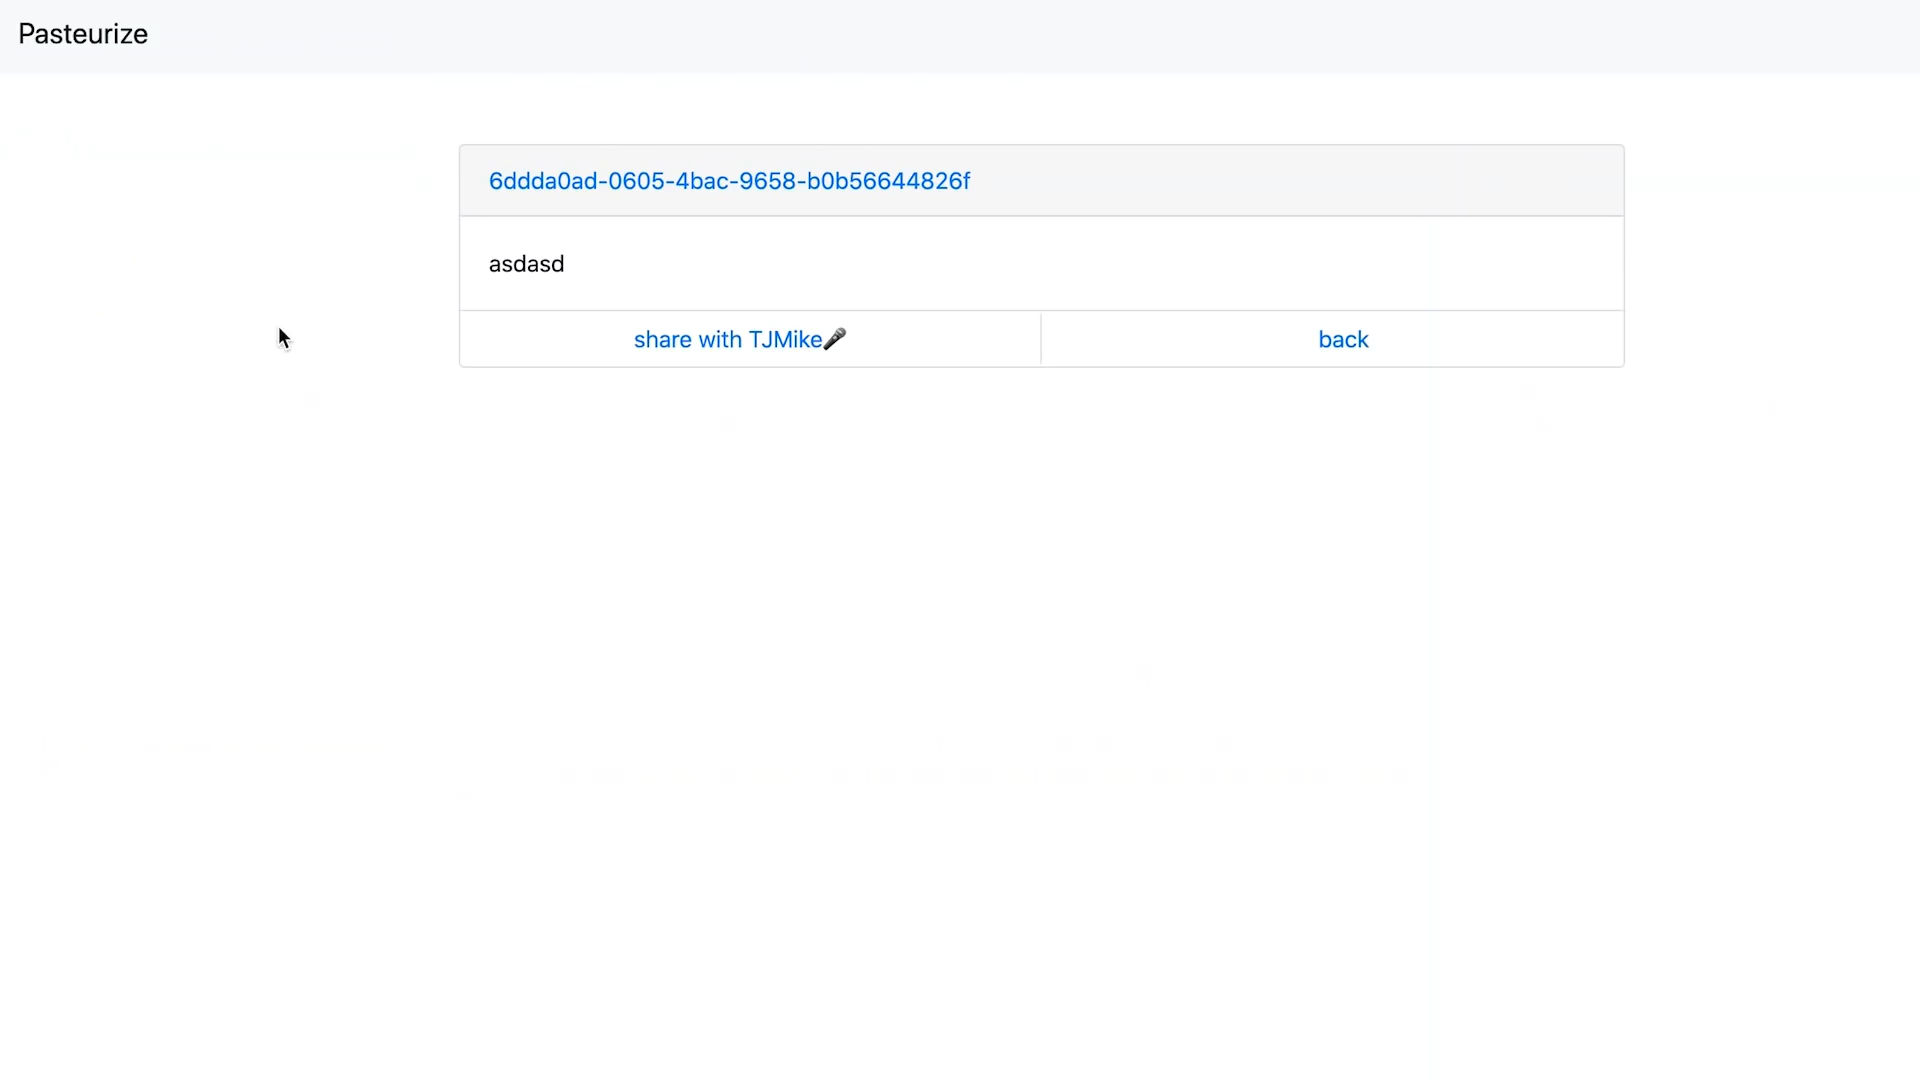 Pasteurize
6ddda0ad-0605-4bac-9658-b0b56644826f
asdasd
share with TJMike🎤
back